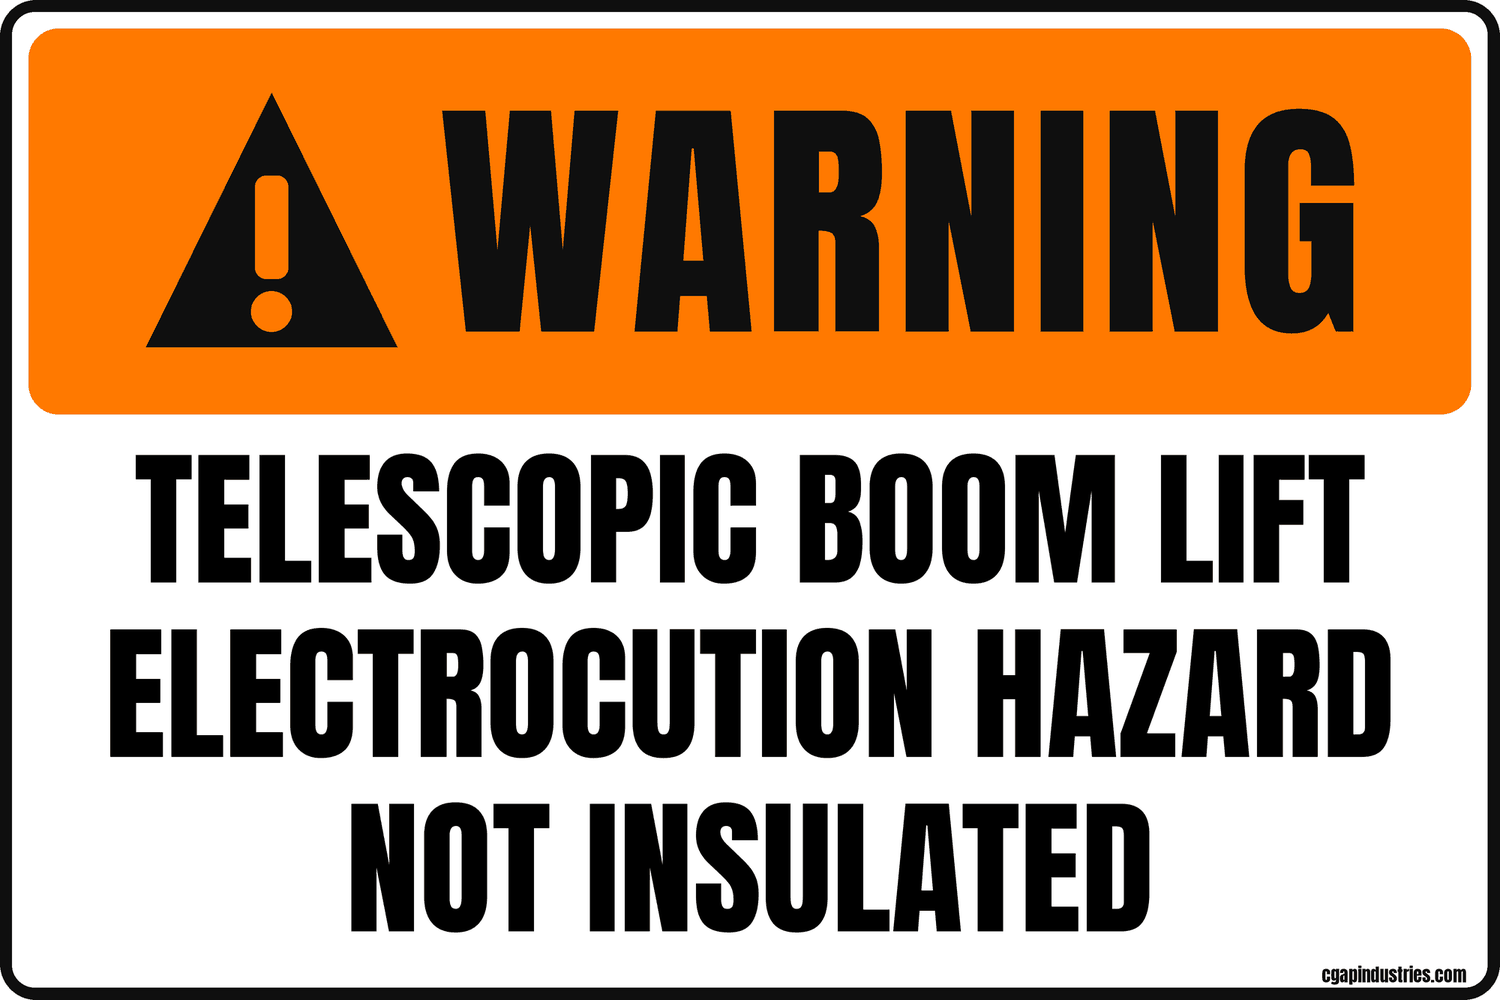 WARNING
TELESCOPIC BOOM LIFT
ELECTROCUTION HAZARD
NOT INSULATED
cgapindustries.com